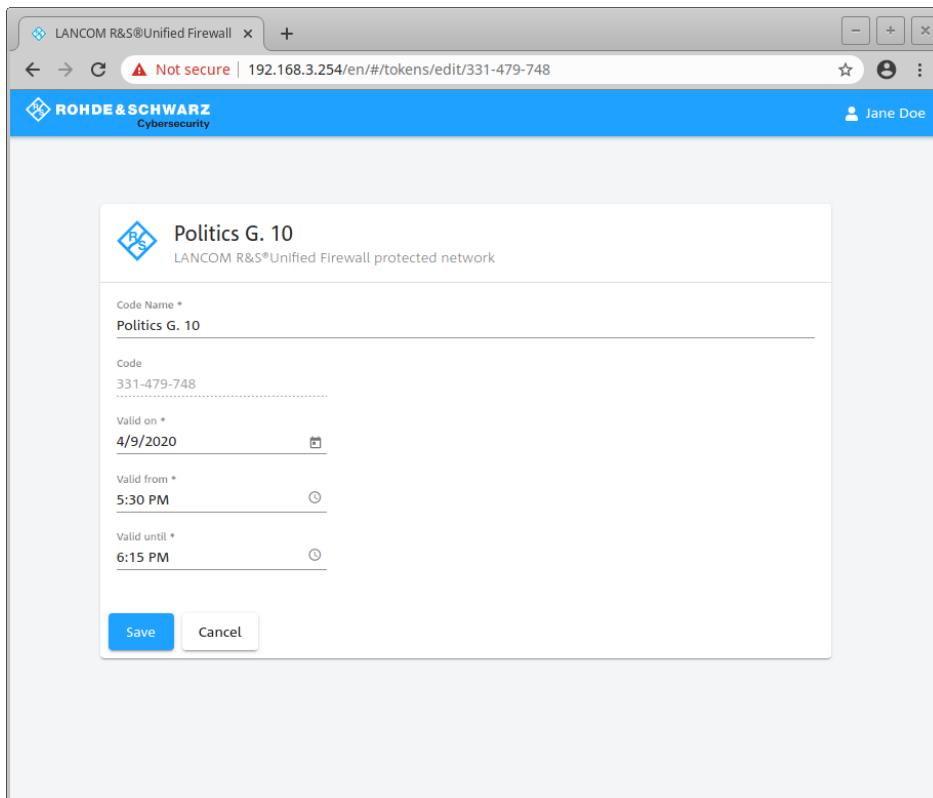 LANCOM R&S®Unified Firewall
Not secure | 192.168.3.254/en/#/tokens/edit/331-479-748
ROHDE&SCHWARZ
Cybersecurity
Jane Doe
RS
Politics G. 10
LANCOM R&S®Unified Firewall protected network
Code Name *
Politics G. 10
Code
331-479-748
Valid on *
4/9/2020
Valid from *
5:30 PM
Valid until *
6:15 PM
Save Cancel